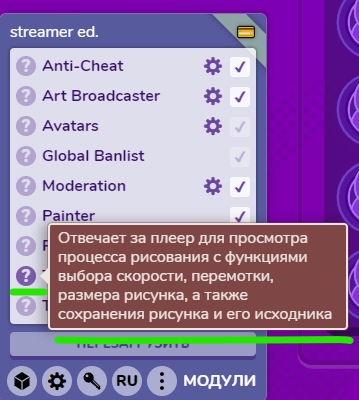 streamer ed.
Anti-Cheat
Art Broadcaster
Avatars
Global Banlist
Moderation
Painter
Отвечает за плеер для просмотра
процесса рисования с функциями
выбора скорости, перемотки,
размера рисунка, а также
сохранения рисунка и его исходника
ПЕРЕЗАГРУЗИТЬ
RU
МОДУЛИ